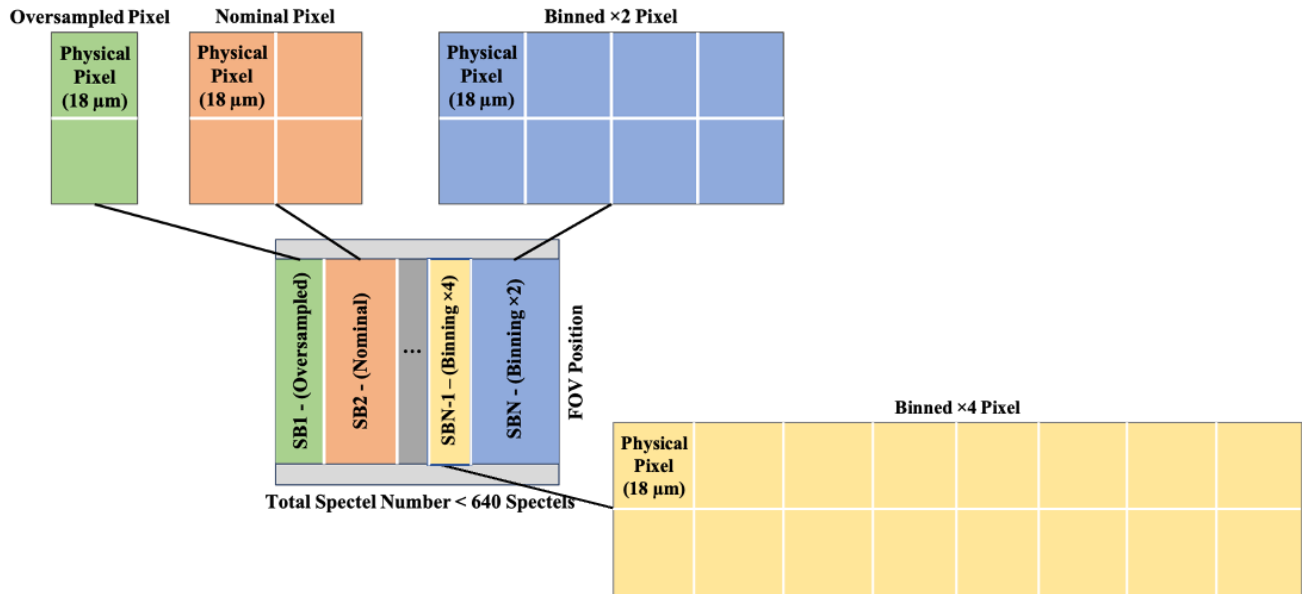 Oversampled Pixel
Nominal Pixel
Binned ×2 Pixel
Physical
Pixel
(18 µm)
Physical
Pixel
(18 µm)
Physical
Pixel
(18 µm)
SB1 - (Oversampled)
SB2 - (Nominal)
...
SBN-1 – (Binning ×4)
SBN - (Binning ×2)
FOV Position
Total Spectel Number < 640 Spectels
Binned ×4 Pixel
Physical
Pixel
(18 µm)